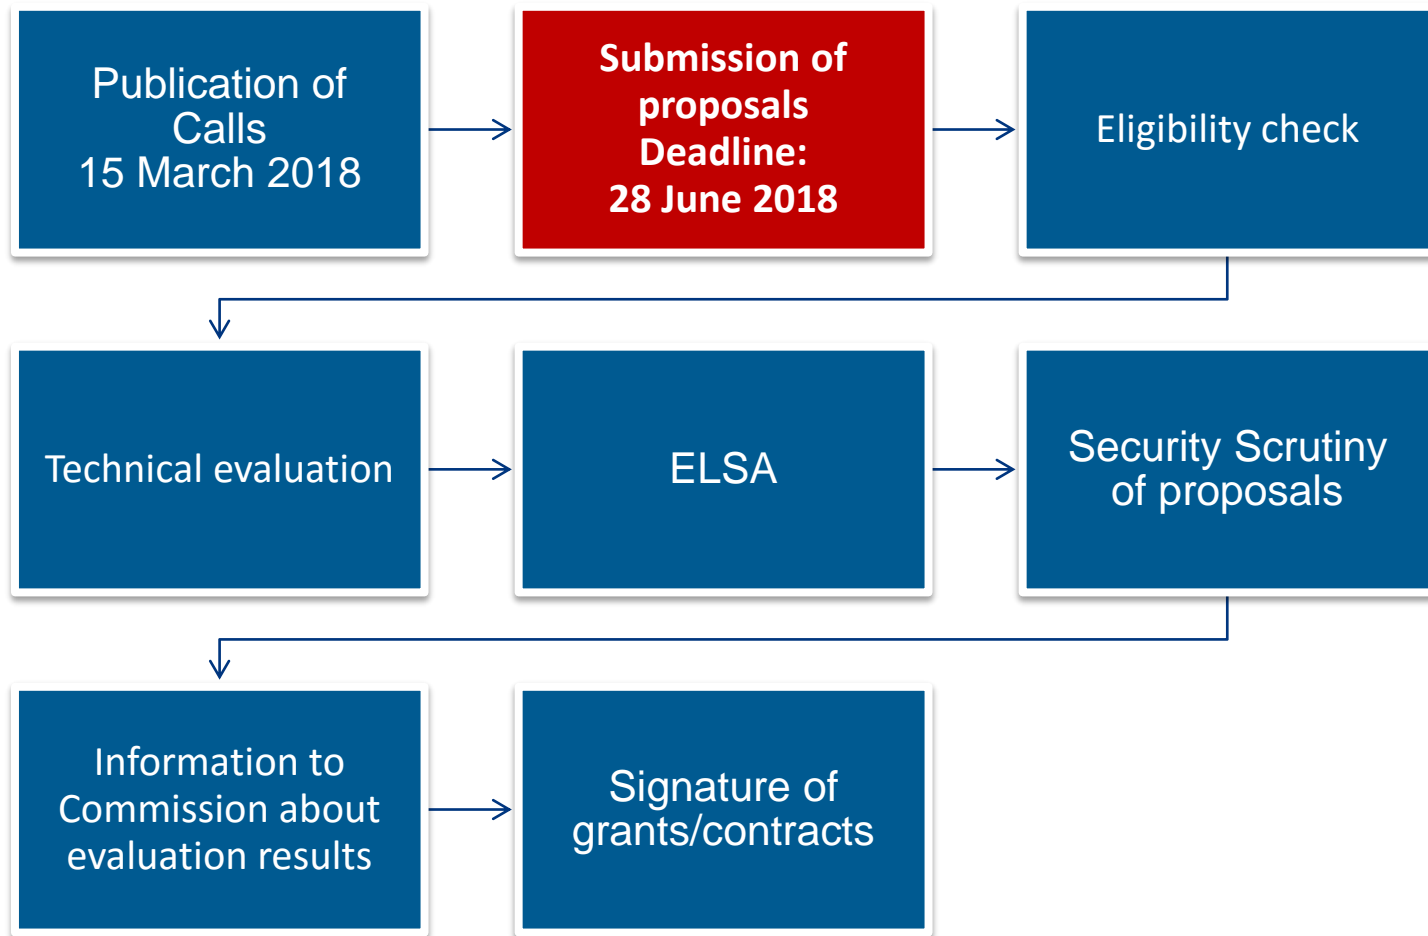 Publication of
Calls
15 March 2018
Submission of
proposals
Deadline:
28 June 2018
Eligibility check
Technical evaluation
ELSA
Security Scrutiny
of proposals
Information to
Commission about
evaluation results
Signature of
grants/contracts